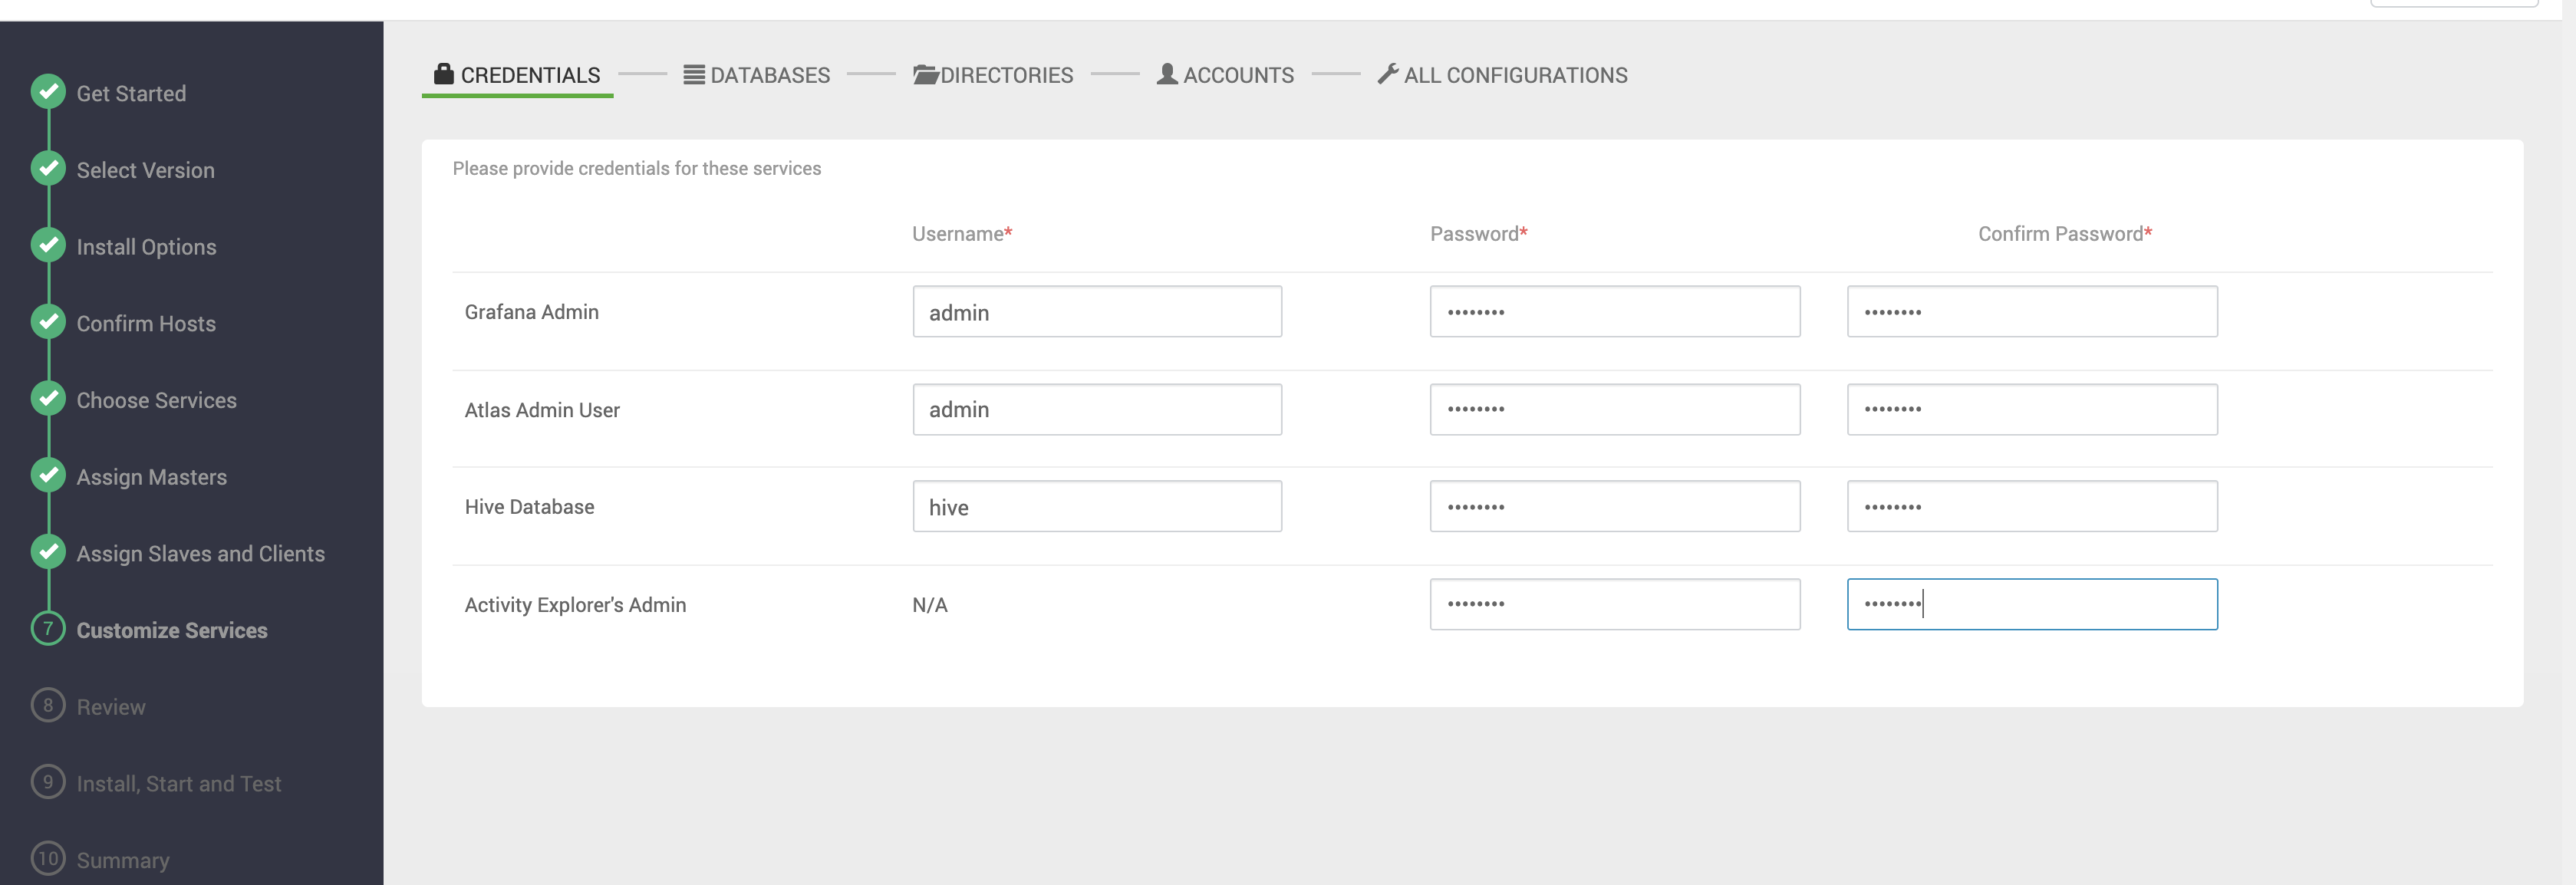 Get Started
Select Version
Install Options
Confirm Hosts
Choose Services
Assign Masters
Assign Slaves and Clients
7 Customize Services
8 Review
9 Install, Start and Test
10 Summary
CREDENTIALS DATABASES DIRECTORIES ACCOUNTS ALL CONFIGURATIONS
Please provide credentials for these services
Username* Password* Confirm Password*
Grafana Admin admin •••••••• ••••••••
Atlas Admin User admin •••••••• ••••••••
Hive Database hive •••••••• ••••••••
Activity Explorer's Admin N/A •••••••• ••••••••